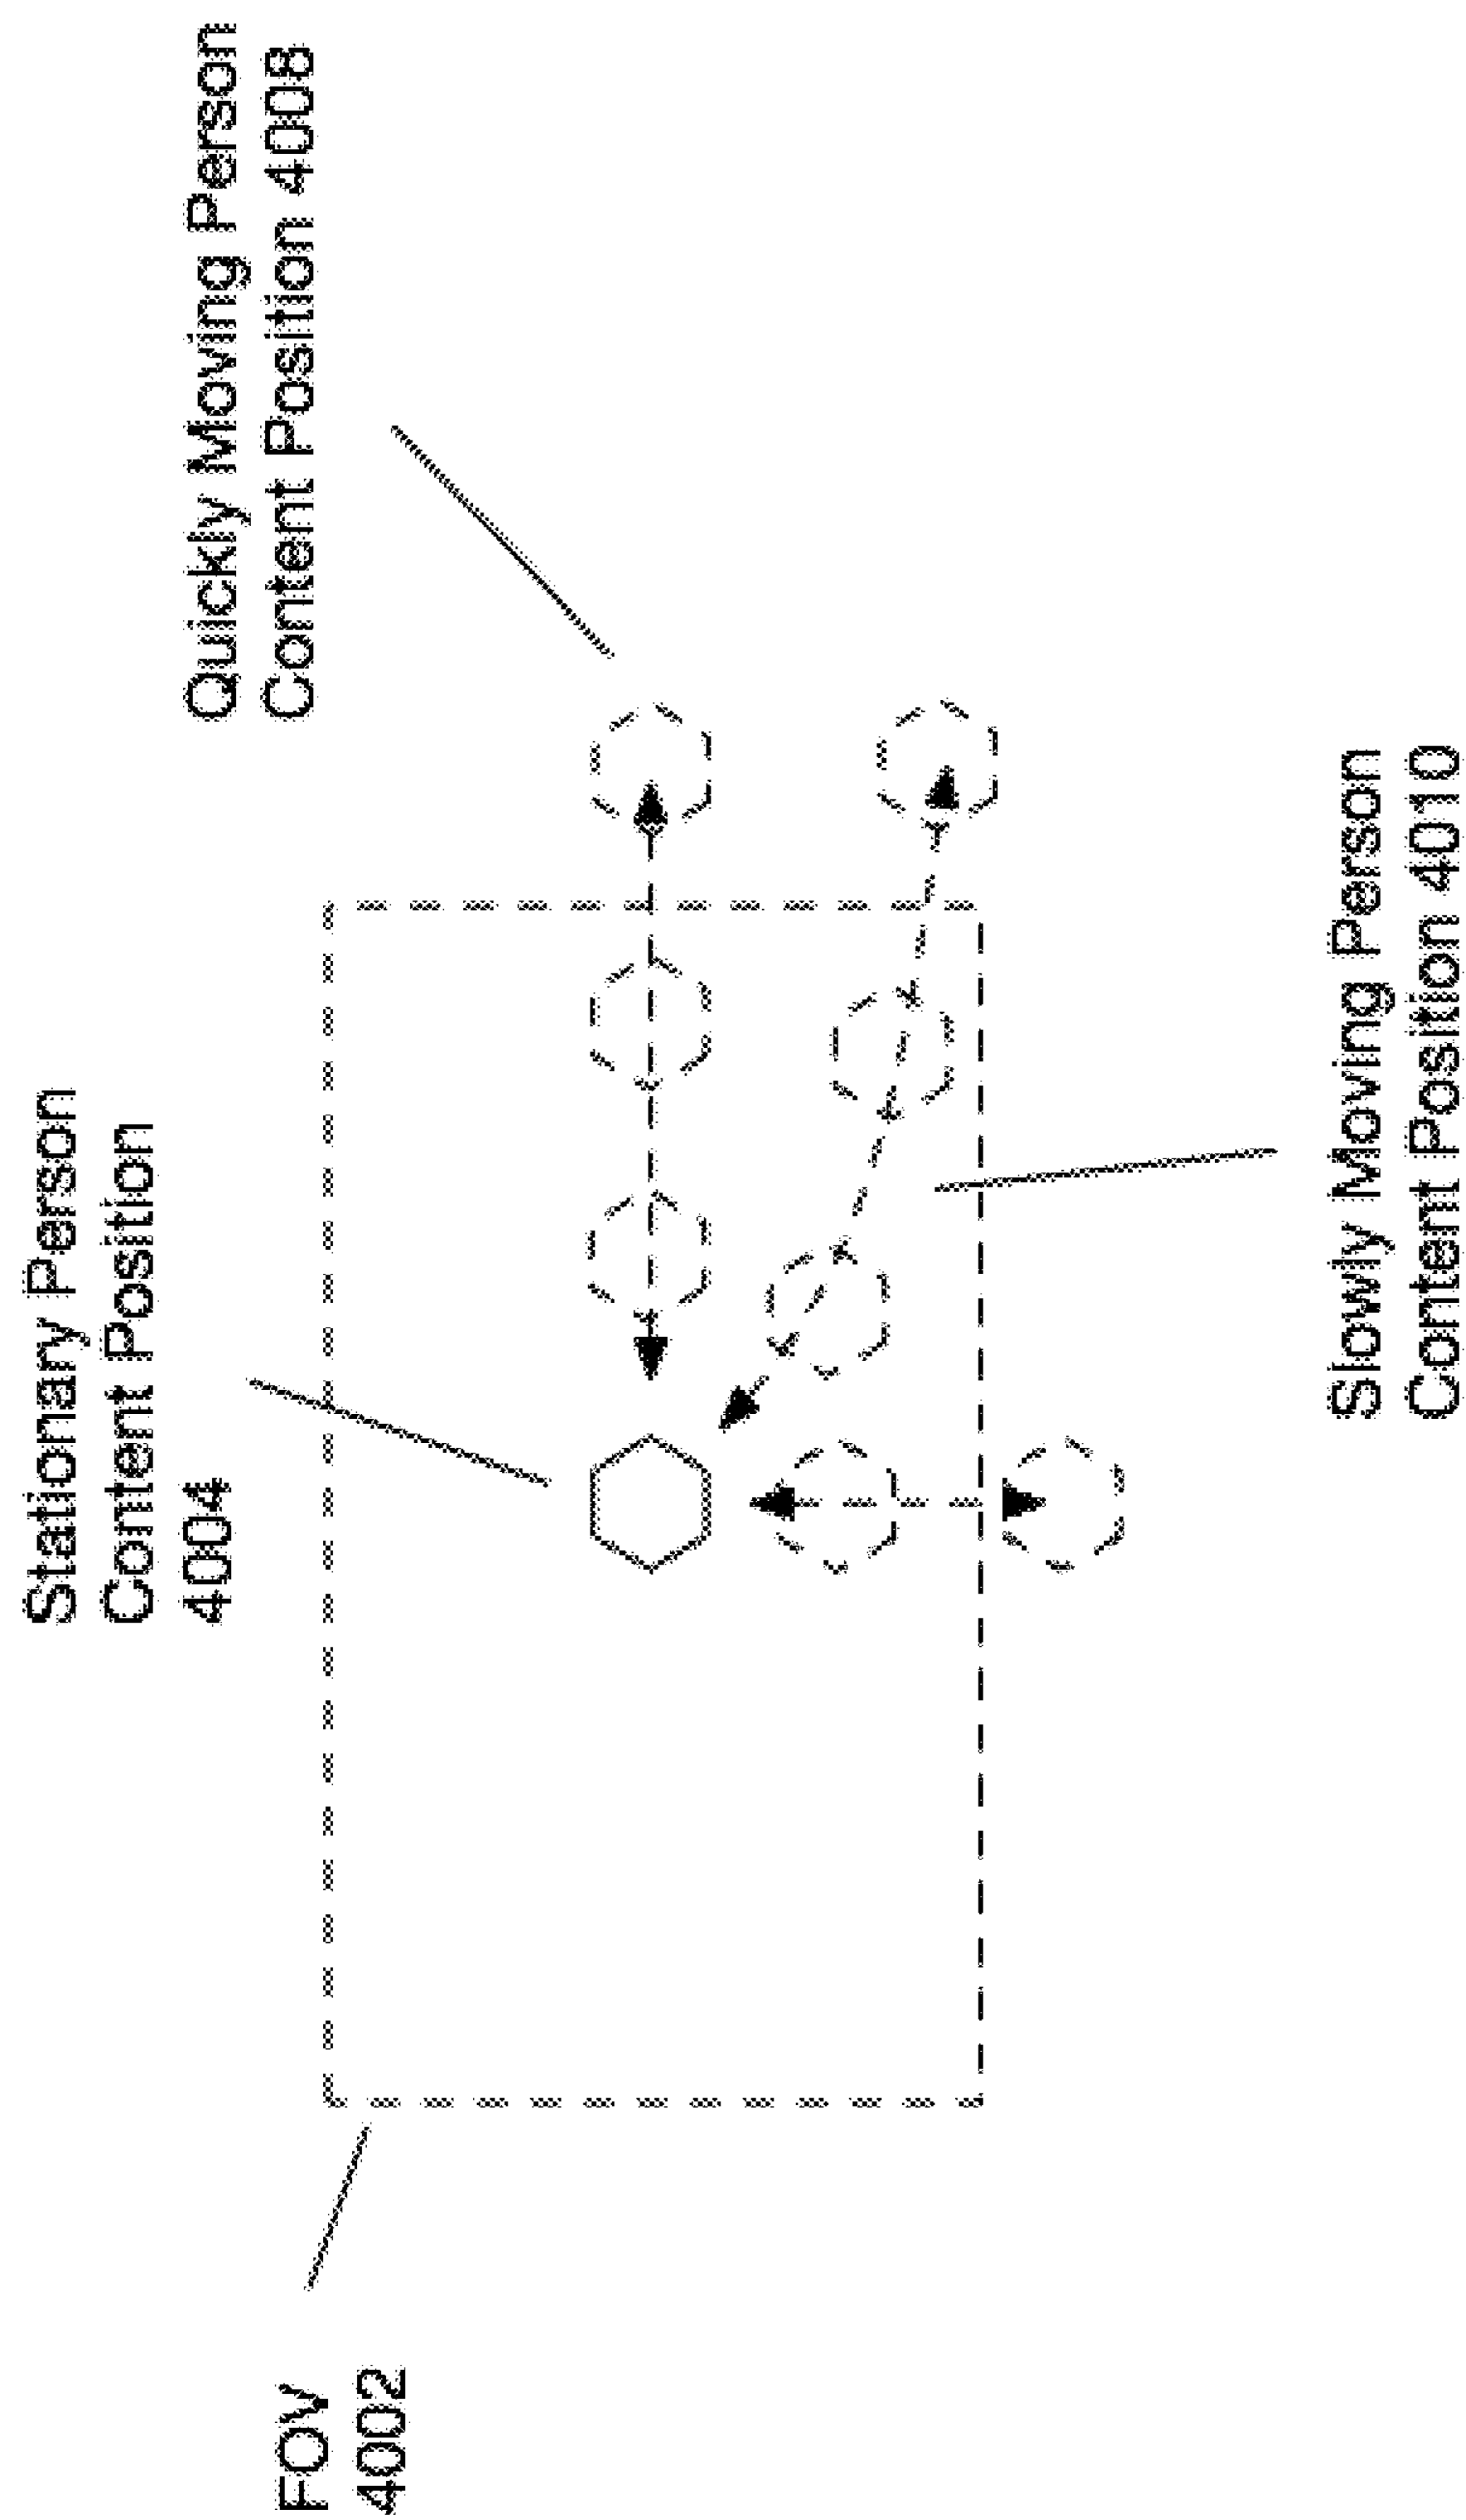 Stationary Person
Content Position
4004
Quickly Moving Person
Content Position 4008
FOV
4002
Slowly Moving Person
Content Position 4010